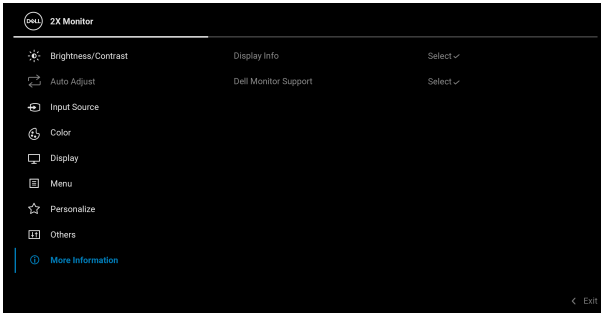 DELL 2X Monitor
Brightness/Contrast Display Info Select
Auto Adjust Dell Monitor Support Select
Input Source
Color
Display
Menu
Personalize
Others
More Information
Exit